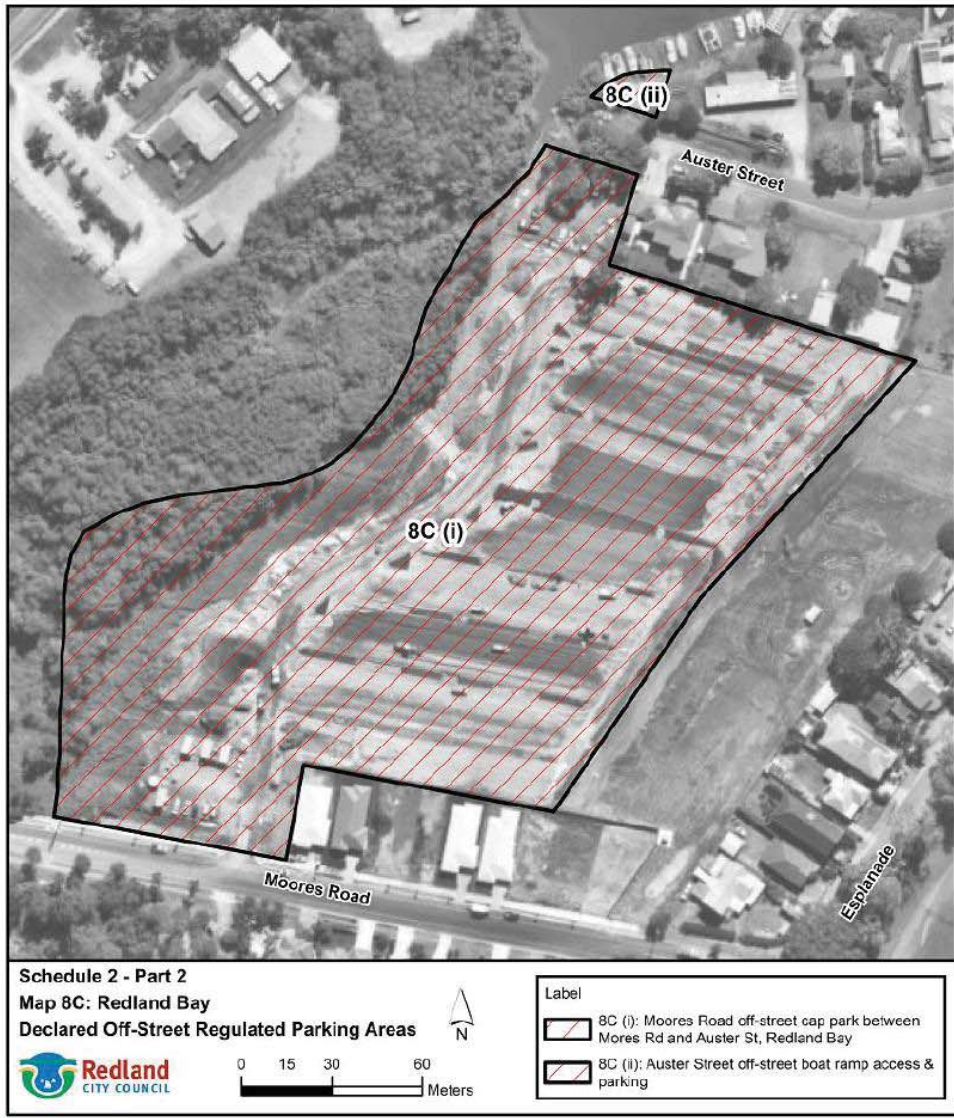 8C (ii)
Auster Street
8C (i)
Moores Road
Esplanade
Schedule 2 - Part 2
Map 8C: Redland Bay
Declared Off-Street Regulated Parking Areas
N
Redland
CITY COUNCIL
0 15 30 60
Meters
Label
8C (i): Moores Road off-street cap park between
Mores Rd and Auster St, Redland Bay
8C (ii): Auster Street off-street boat ramp access &
parking